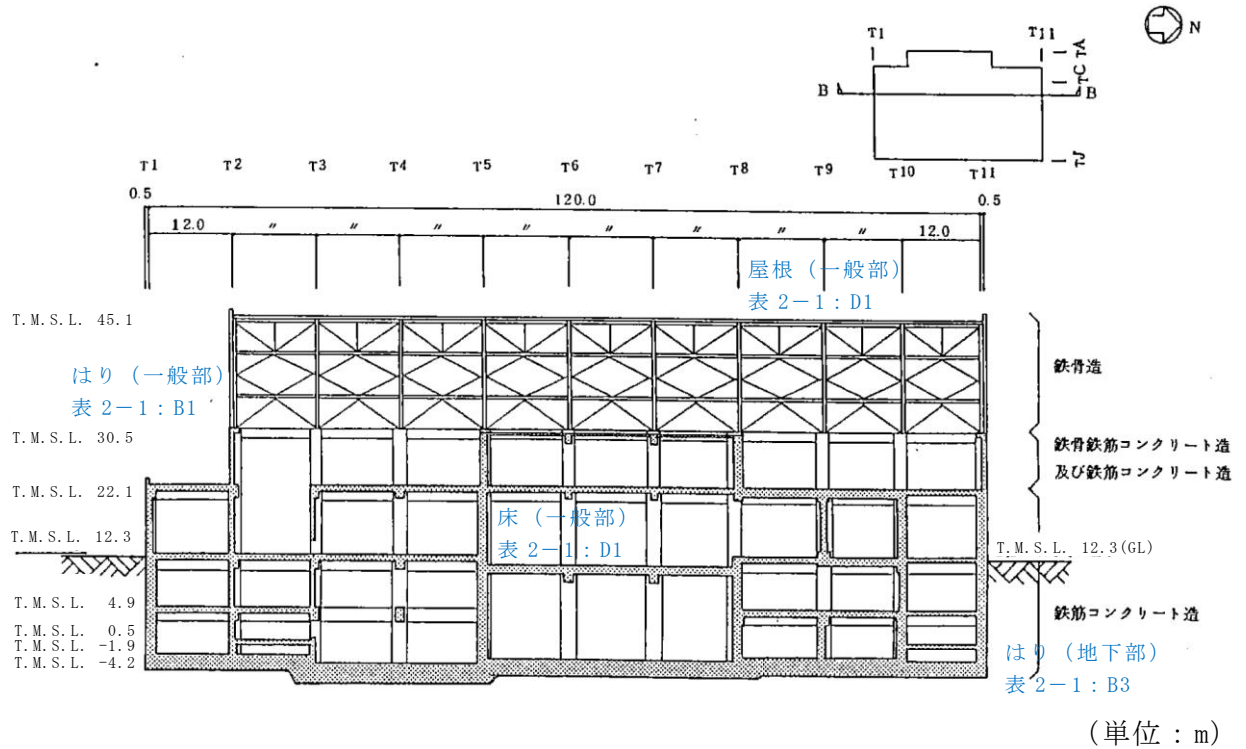 N
T1 T11
TA
TC
B B
TJ
T1 T2 T3 T4 T5 T6 T7 T8 T9 T10 T11
0.5 120.0 0.5
12.0 〃 〃 〃 〃 〃 〃 〃 〃 12.0
屋根（一般部）
表 2－1：D1
T.M.S.L. 45.1
はり（一般部）
表 2－1：B1
鉄骨造
T.M.S.L. 30.5
鉄骨鉄筋コンクリート造
及び鉄筋コンクリート造
T.M.S.L. 22.1
床（一般部）
表 2－1：D1
T.M.S.L. 12.3
T.M.S.L. 12.3(GL)
T.M.S.L. 4.9
鉄筋コンクリート造
T.M.S.L. 0.5
T.M.S.L. -1.9
T.M.S.L. -4.2
はり（地下部）
表 2－1：B3
（単位：m）